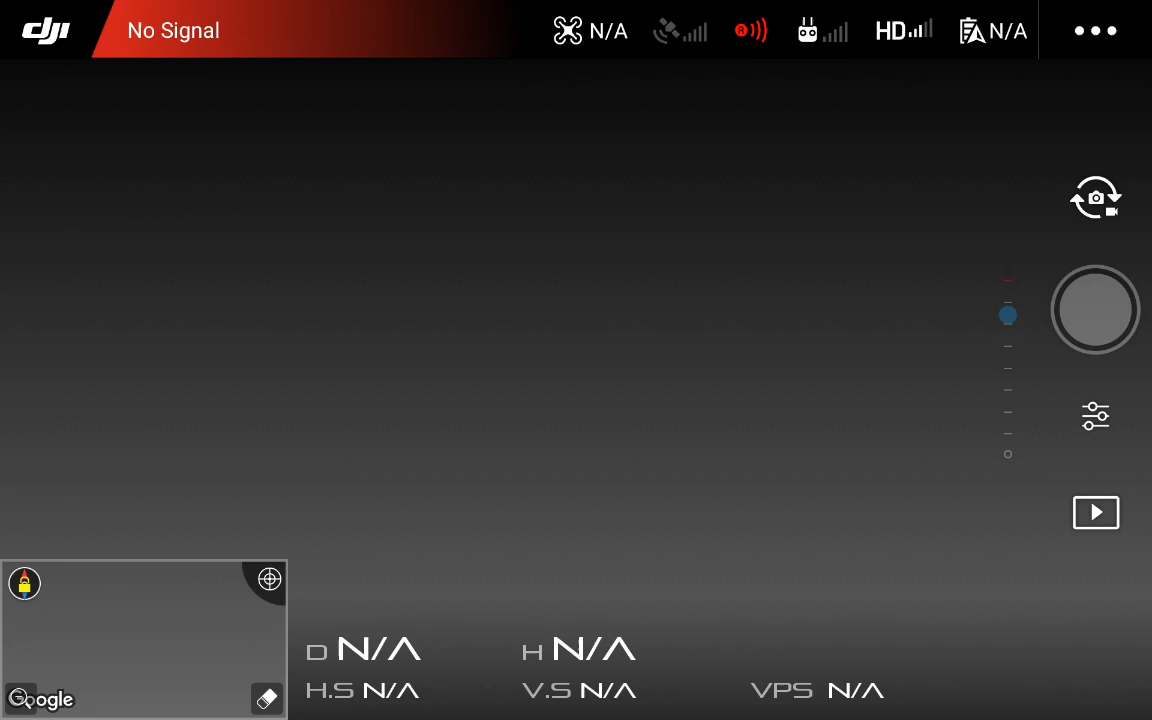 dji No Signal N/A HD N/A
D N/A H N/A
H.S N/A V.S N/A VPS N/A
Google